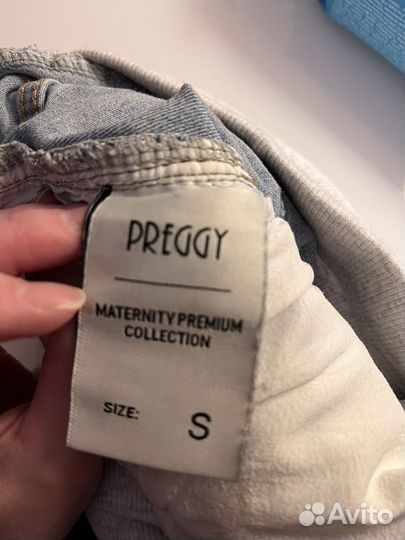 PREGGY
MATERNITY PREMIUM
COLLECTION
SIZE: S
Avito